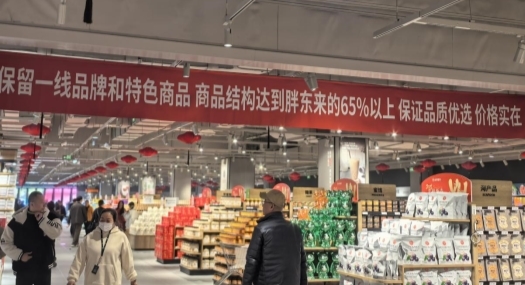 保留一线品牌和特色商品 商品结构达到胖东来的65%以上 保证品质优选 价格实在